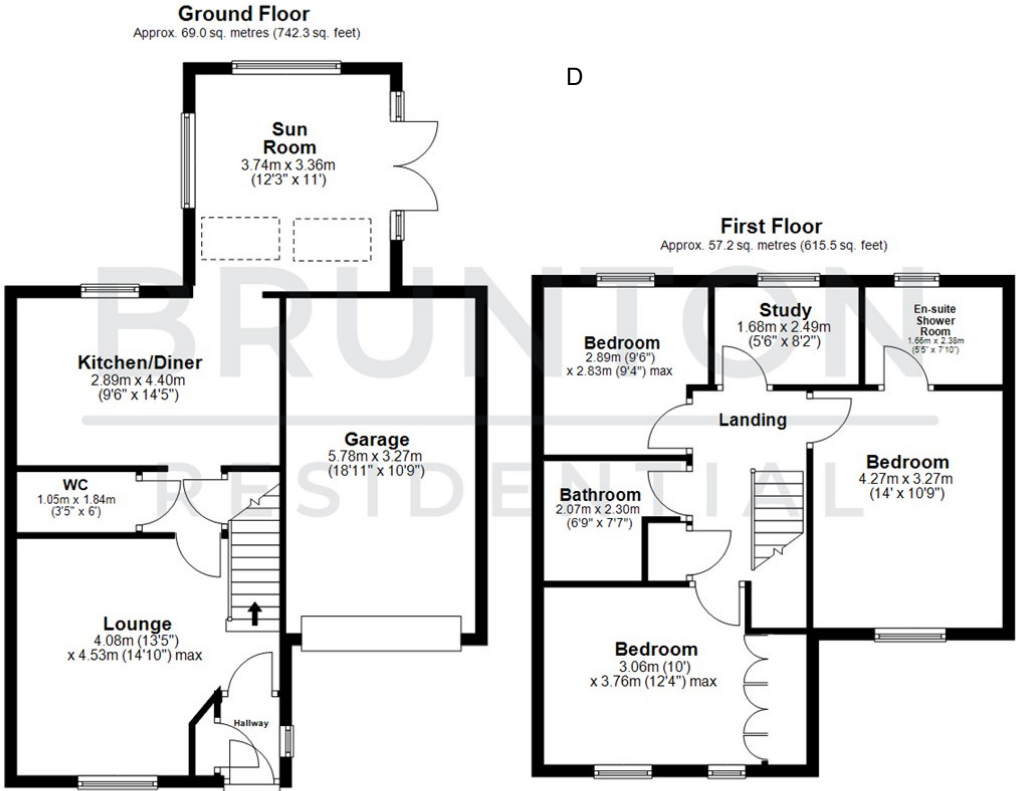 Ground Floor
Approx. 69.0 sq. metres (742.3 sq. feet)
D
Sun
Room
3.74m x 3.36m
(12'3" x 11')
First Floor
Approx. 57.2 sq. metres (615.5 sq. feet)
BRUNTON
RESIDENTIAL
Kitchen/Diner
2.89m x 4.40m
(9'6" x 14'5")
Garage
5.78m x 3.27m
(18'11" x 10'9")
WC
1.05m x 1.84m
(3'5" x 6')
Lounge
4.08m (13'5")
x 4.53m (14'10") max
Hallway
Bedroom
2.89m (9'6")
x 2.83m (9'4") max
Study
1.68m x 2.49m
(5'6" x 8'2")
En-suite
Shower
Room
1.66m x 2.38m
(5'5" x 7'10")
Landing
Bedroom
4.27m x 3.27m
(14' x 10'9")
Bathroom
2.07m x 2.30m
(6'9" x 7'7")
Bedroom
3.06m (10')
x 3.76m (12'4") max